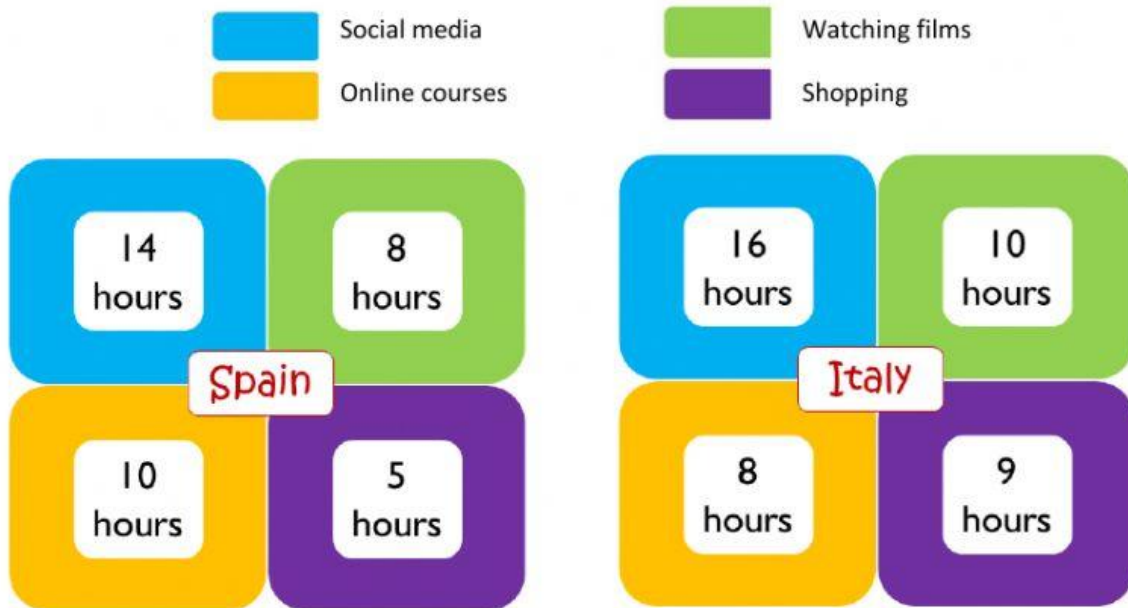 Social media
Watching films
Online courses
Shopping
14
hours
8
hours
Spain
10
hours
5
hours
16
hours
10
hours
Italy
8
hours
9
hours